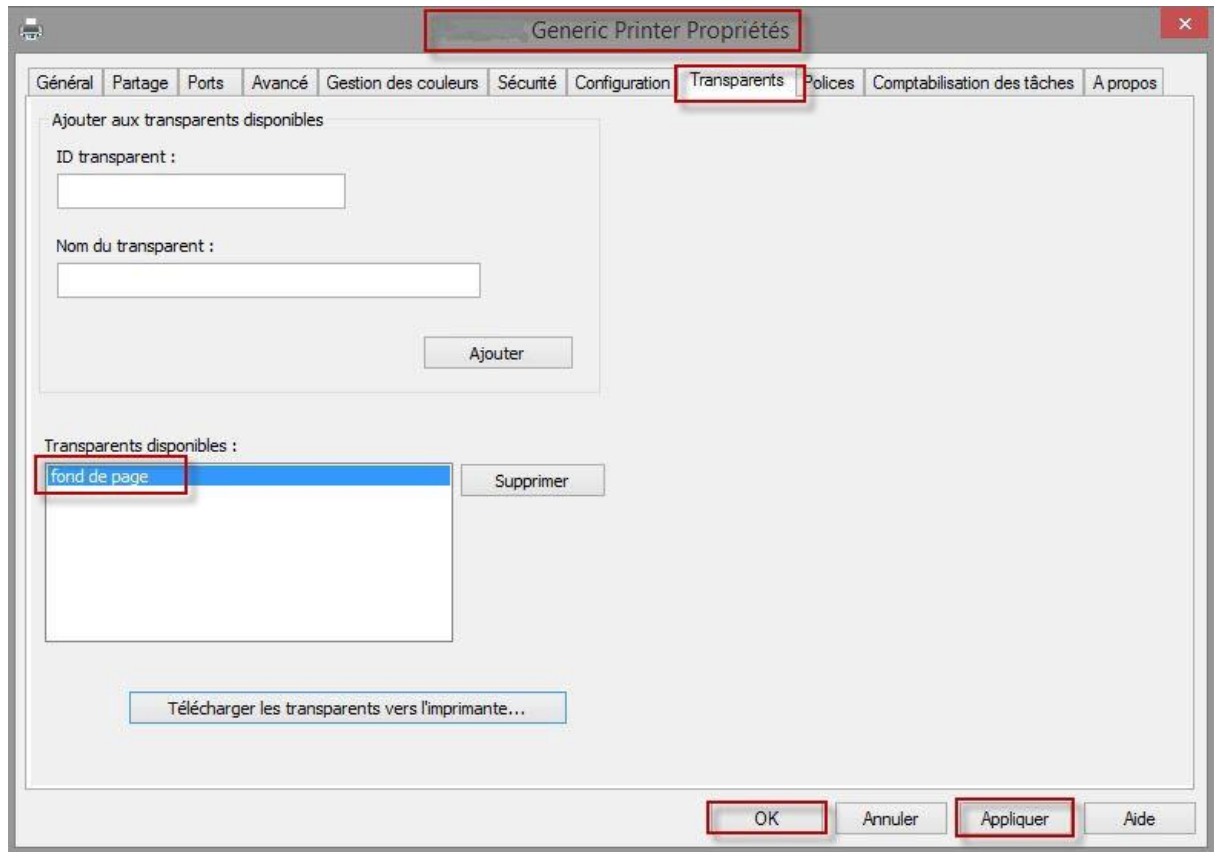 Generic Printer Propriétés
Général Partage Ports Avancé Gestion des couleurs Sécurité Configuration Transparents Polices Comptabilisation des tâches A propos
Ajouter aux transparents disponibles
ID transparent :
Nom du transparent :
Ajouter
Transparents disponibles :
fond de page
Supprimer
Télécharger les transparents vers l'imprimante...
OK Annuler Appliquer Aide